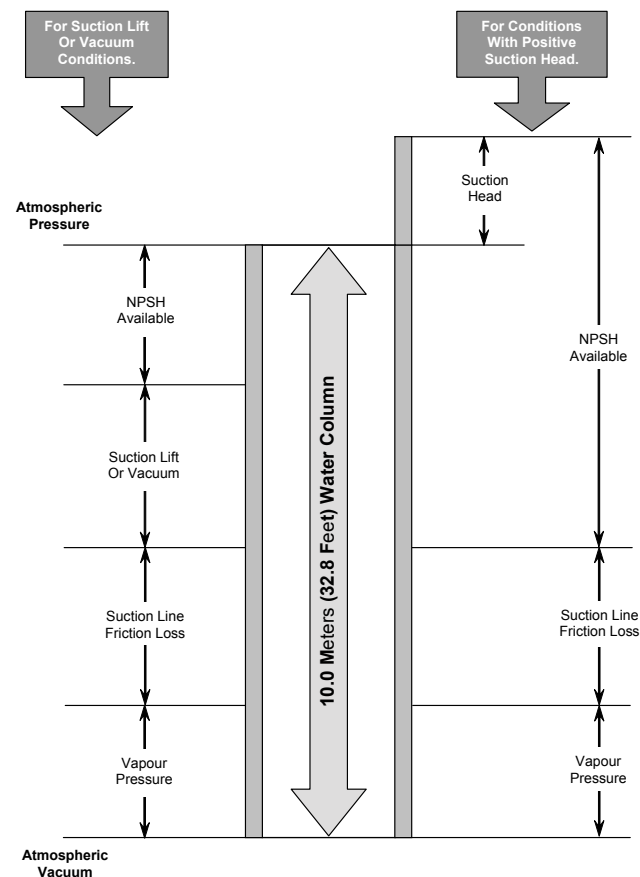 For Suction Lift
Or Vacuum
Conditions.
For Conditions
With Positive
Suction Head.
Suction
Head
Atmospheric
Pressure
NPSH
Available
NPSH
Available
Suction Lift
Or Vacuum
10.0 Meters (32.8 Feet) Water Column
Suction Line
Friction Loss
Suction Line
Friction Loss
Vapour
Pressure
Vapour
Pressure
Atmospheric
Vacuum